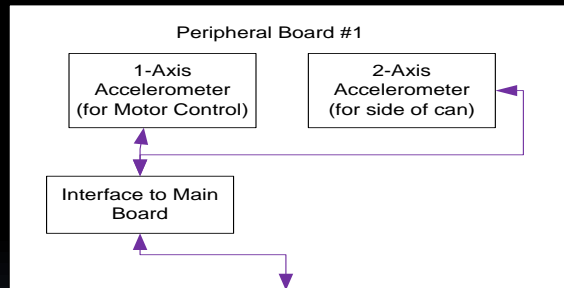 Peripheral Board #1
1-Axis
Accelerometer
(for Motor Control)
2-Axis
Accelerometer
(for side of can)
Interface to Main
Board